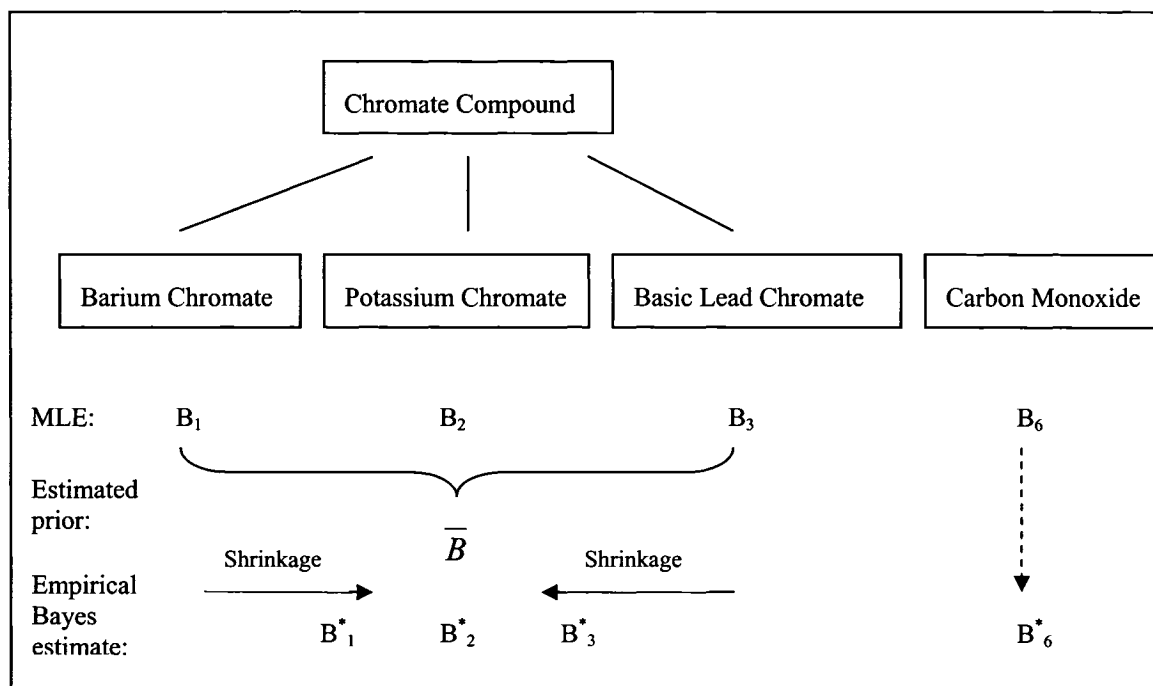 Chromate Compound
Barium Chromate Potassium Chromate Basic Lead Chromate Carbon Monoxide
MLE: B₁ B₂ B₃ B₆
Estimated
prior:
B̅
Shrinkage Shrinkage
Empirical
Bayes
estimate:
B*₁ B*₂ B*₃ B*₆